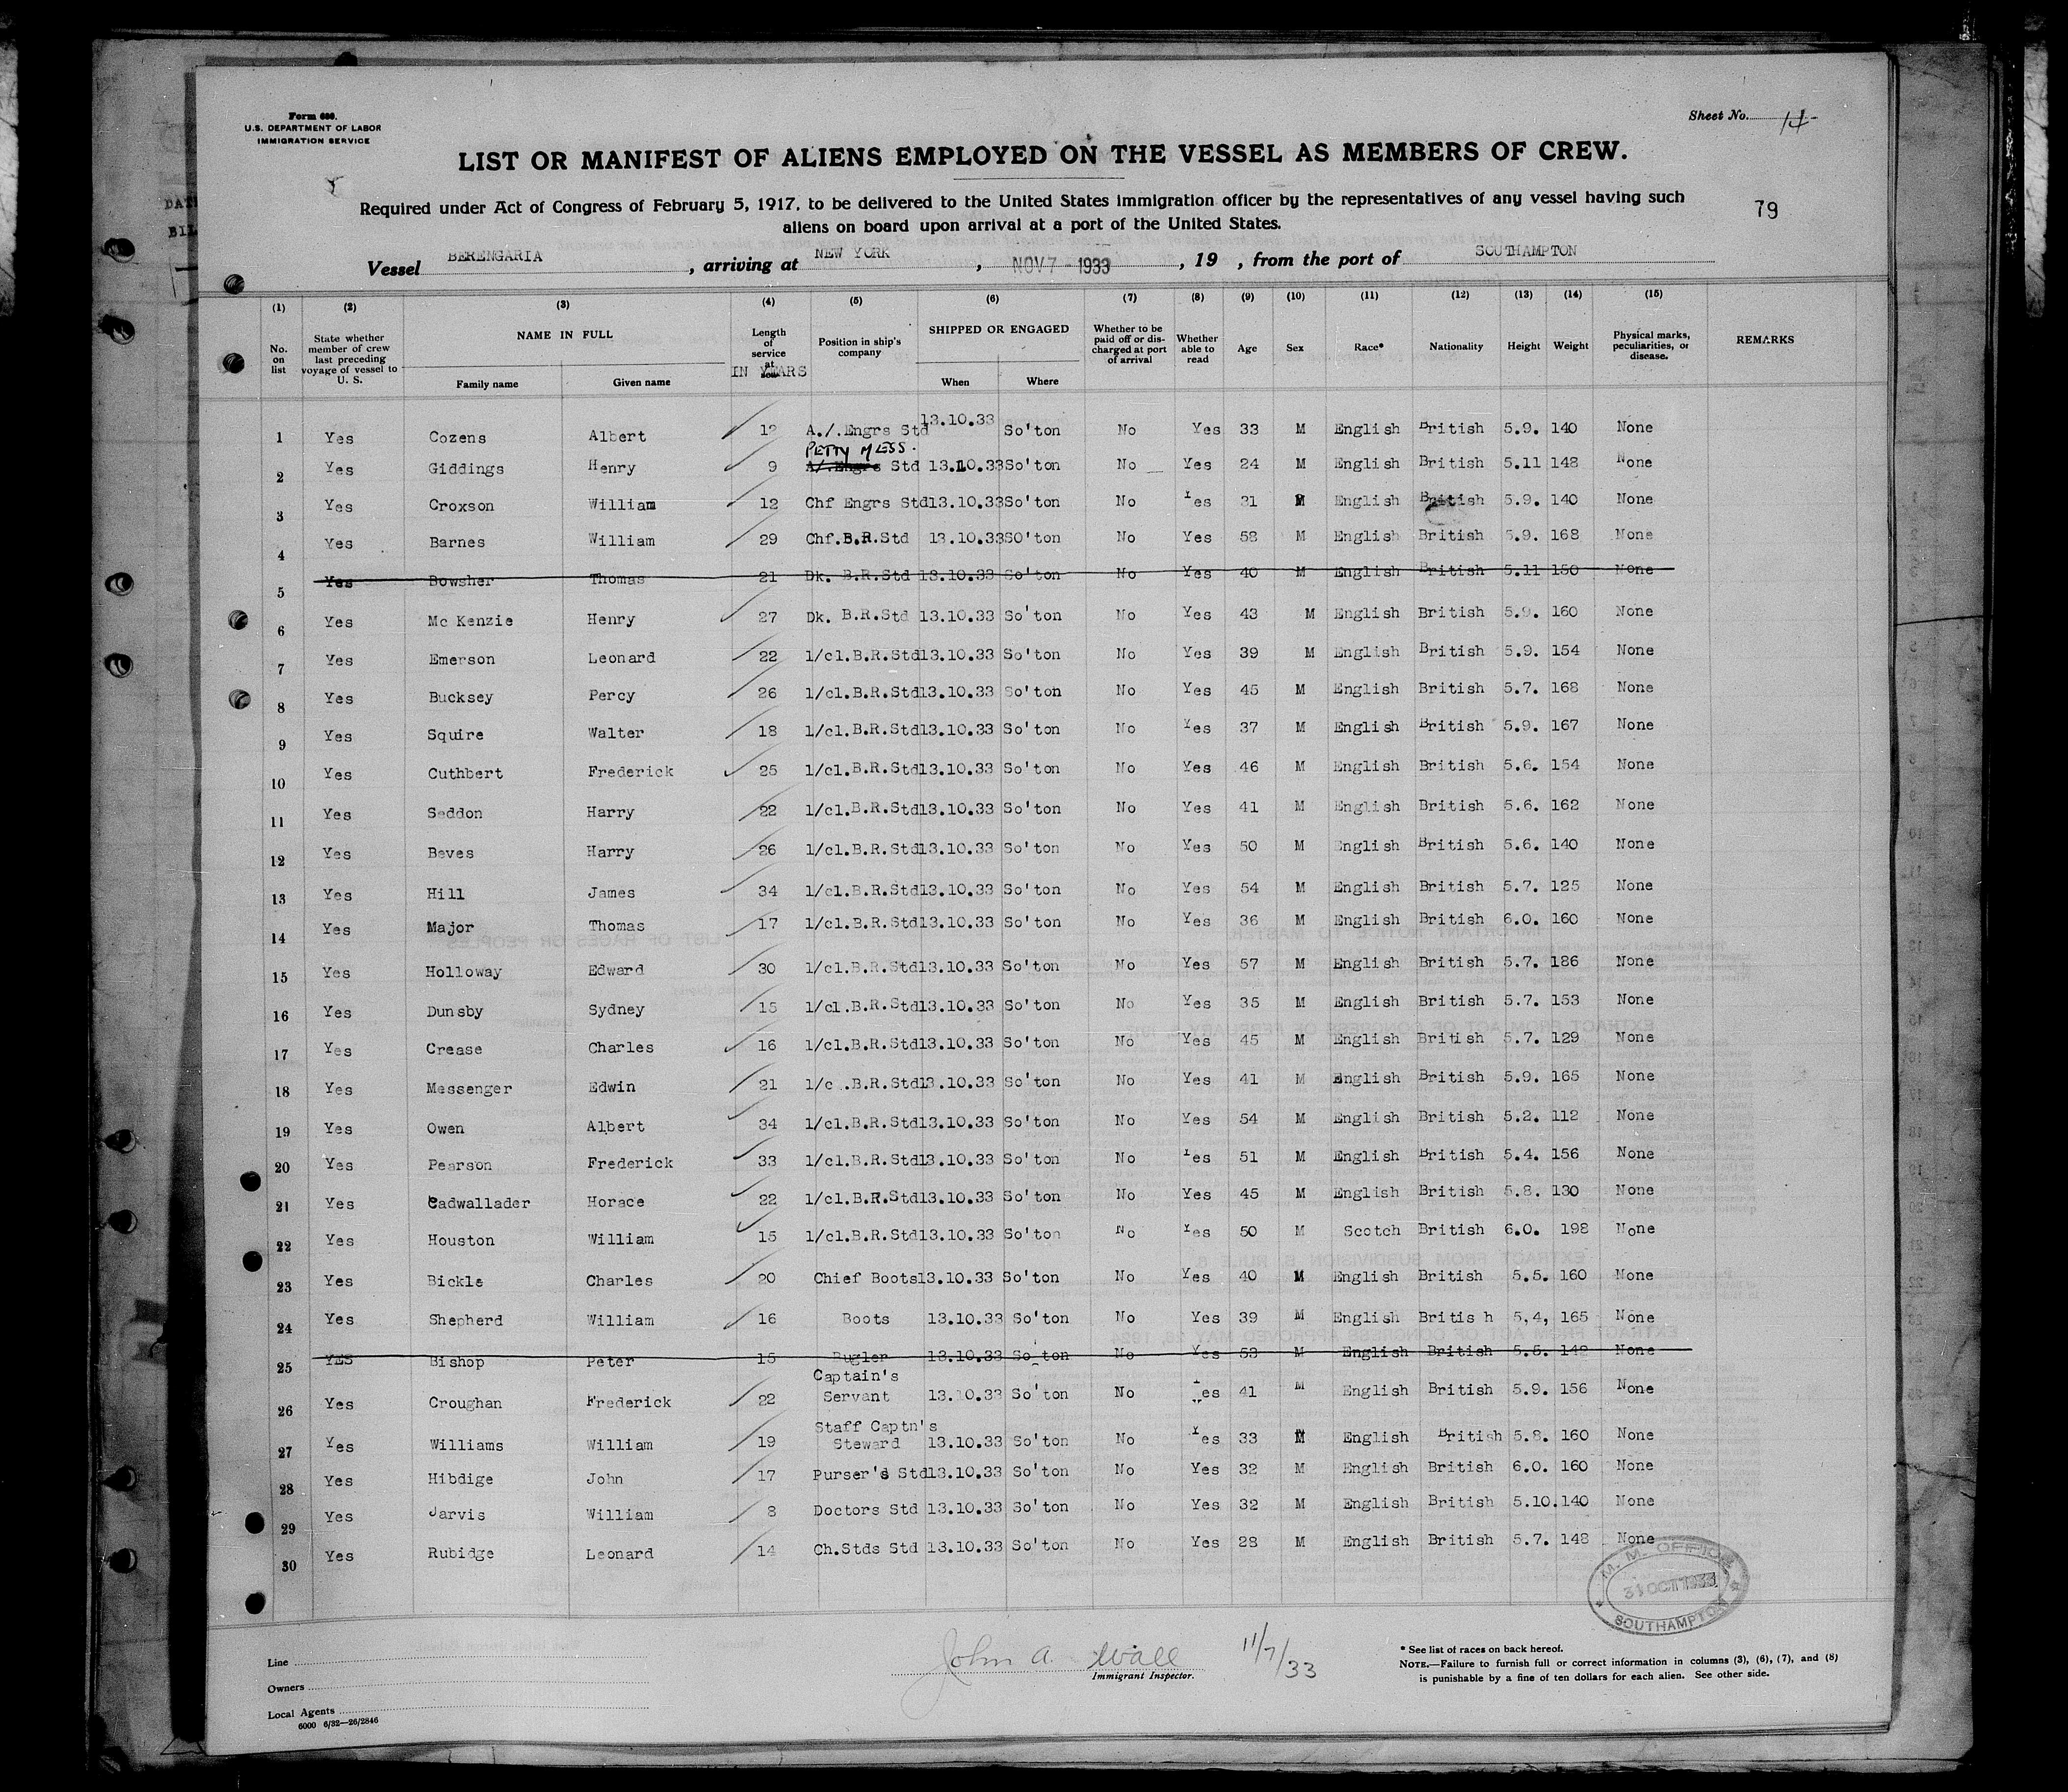 Form 689.
U.S. DEPARTMENT OF LABOR
IMMIGRATION SERVICE
Sheet No. 14
LIST OR MANIFEST OF ALIENS EMPLOYED ON THE VESSEL AS MEMBERS OF CREW.
Required under Act of Congress of February 5, 1917, to be delivered to the United States immigration officer by the representatives of any vessel having such
aliens on board upon arrival at a port of the United States.
79
Vessel BERENGARIA, arriving at NEW YORK, NOV 7 - 1933, 19 , from the port of SOUTHAMPTON
(1) (2) (3) (4) (5) (6) (7) (8) (9) (10) (11) (12) (13) (14) (15)
No. on list State whether member of crew last preceding voyage of vessel to U. S. NAME IN FULL Family name Given name Length of service at IN YEARS Position in ship's company SHIPPED OR ENGAGED When Where Whether to be paid off or discharged at port of arrival Whether able to read Age Sex Race* Nationality Height Weight Physical marks, peculiarities, or disease. REMARKS
1 Yes Cozens Albert 12 A./.Engrs Std 13.10.33 So'ton No Yes 33 M English British 5.9. 140 None
PETTY MESS.
2 Yes Giddings Henry 9 A/.Engrs Std 13.10.33 So'ton No Yes 24 M English British 5.11 148 None
3 Yes Croxson William 12 Chf Engrs Std 13.10.33 So'ton No Yes 31 M English British 5.9. 140 None
4 Yes Barnes William 29 Chf.B.R.Std 13.10.33 SO'ton No Yes 58 M English British 5.9. 168 None
5 Yes Bowsher Thomas 21 Dk. B.R.Std 13.10.33 So'ton No Yes 40 M English British 5.11 150 None
6 Yes Mc Kenzie Henry 27 Dk. B.R.Std 13.10.33 So'ton No Yes 43 M English British 5.9. 160 None
7 Yes Emerson Leonard 22 1/cl.B.R.Std 13.10.33 So'ton No Yes 39 M English British 5.9. 154 None
8 Yes Bucksey Percy 26 1/cl.B.R.Std 13.10.33 So'ton No Yes 45 M English British 5.7. 168 None
9 Yes Squire Walter 18 1/cl.B.R.Std 13.10.33 So'ton No Yes 37 M English British 5.9. 167 None
10 Yes Cuthbert Frederick 25 1/cl.B.R.Std 13.10.33 So'ton No Yes 46 M English British 5.6. 154 None
11 Yes Seddon Harry 22 1/cl.B.R.Std 13.10.33 So'ton No Yes 41 M English British 5.6. 162 None
12 Yes Beves Harry 26 1/cl.B.R.Std 13.10.33 So'ton No Yes 50 M English British 5.6. 140 None
13 Yes Hill James 34 1/cl.B.R.Std 13.10.33 So'ton No Yes 54 M English British 5.7. 125 None
14 Yes Major Thomas 17 1/cl.B.R.Std 13.10.33 So'ton No Yes 36 M English British 6.0. 160 None
15 Yes Holloway Edward 30 1/cl.B.R.Std 13.10.33 So'ton No Yes 57 M English British 5.7. 186 None
16 Yes Dunsby Sydney 15 1/cl.B.R.Std 13.10.33 So'ton No Yes 35 M English British 5.7. 153 None
17 Yes Crease Charles 16 1/cl.B.R.Std 13.10.33 So'ton No Yes 45 M English British 5.7. 129 None
18 Yes Messenger Edwin 21 1/c .B.R.Std 13.10.33 So'ton No Yes 41 M English British 5.9. 165 None
19 Yes Owen Albert 34 1/cl.B.R.Std 13.10.33 So'ton No Yes 54 M English British 5.2. 112 None
20 Yes Pearson Frederick 33 1/cl.B.R.Std 13.10.33 So'ton No Yes 51 M English British 5.4. 156 None
21 Yes Cadwallader Horace 22 1/cl.B.R.Std 13.10.33 So'ton No Yes 45 M English British 5.8. 130 None
22 Yes Houston William 15 1/cl.B.R.Std 13.10.33 So'ton No Yes 50 M Scotch British 6.0. 198 None
23 Yes Bickle Charles 20 Chief Boots 13.10.33 So'ton No Yes 40 M English British 5.5. 160 None
24 Yes Shepherd William 16 Boots 13.10.33 So'ton No Yes 39 M English Britis h 5,4, 165 None
25 YES Bishop Peter 15 Bugler 13.10.33 So'ton No Yes 53 M English British 5.5. 148 None
26 Yes Croughan Frederick 22 Captain's Servant 13.10.33 So'ton No Yes 41 M English British 5.9. 156 None
27 Yes Williams William 19 Staff Captn's Steward 13.10.33 So'ton No Yes 33 M English British 5.8. 160 None
28 Yes Hibdige John 17 Purser's Std 13.10.33 So'ton No Yes 32 M English British 6.0. 160 None
29 Yes Jarvis William 8 Doctors Std 13.10.33 So'ton No Yes 32 M English British 5.10. 140 None
30 Yes Rubidge Leonard 14 Ch.Stds Std 13.10.33 So'ton No Yes 28 M English British 5.7. 148 None
M. M. OFFICE
31 OCT 1933
SOUTHAMPTON
Line
Owners
Local Agents
6000 6/32—26/2846
John A. Wall 11/7/33
Immigrant Inspector.
* See list of races on back hereof.
NOTE.—Failure to furnish full or correct information in columns (3), (6), (7), and (8)
is punishable by a fine of ten dollars for each alien. See other side.